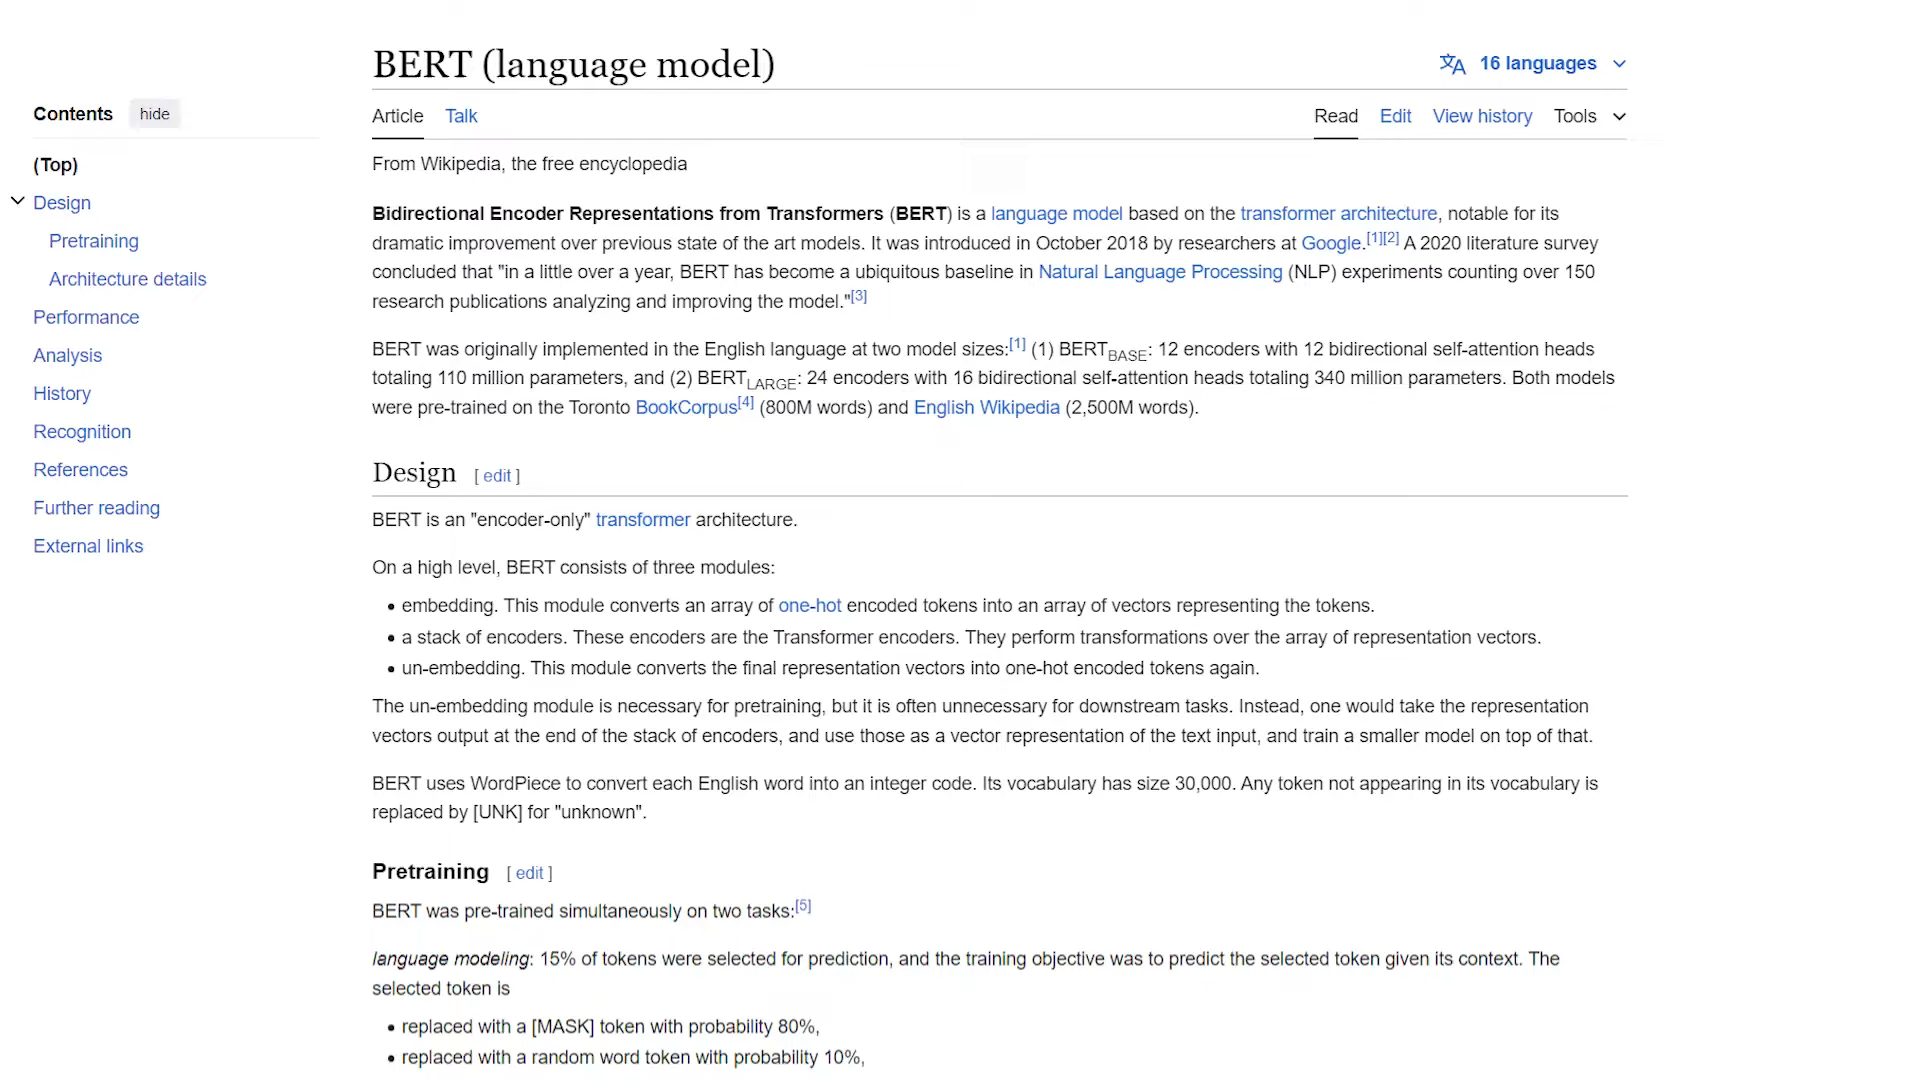 BERT (language model)
16 languages
Contents hide
Article Talk Read Edit View history Tools
(Top)
Design
Pretraining
Architecture details
Performance
Analysis
History
Recognition
References
Further reading
External links
From Wikipedia, the free encyclopedia
Bidirectional Encoder Representations from Transformers (BERT) is a language model based on the transformer architecture, notable for its
dramatic improvement over previous state of the art models. It was introduced in October 2018 by researchers at Google.[1][2] A 2020 literature survey
concluded that "in a little over a year, BERT has become a ubiquitous baseline in Natural Language Processing (NLP) experiments counting over 150
research publications analyzing and improving the model."[3]
BERT was originally implemented in the English language at two model sizes:[1] (1) BERTBASE: 12 encoders with 12 bidirectional self-attention heads
totaling 110 million parameters, and (2) BERTLARGE: 24 encoders with 16 bidirectional self-attention heads totaling 340 million parameters. Both models
were pre-trained on the Toronto BookCorpus[4] (800M words) and English Wikipedia (2,500M words).
Design [ edit ]
BERT is an "encoder-only" transformer architecture.
On a high level, BERT consists of three modules:
• embedding. This module converts an array of one-hot encoded tokens into an array of vectors representing the tokens.
• a stack of encoders. These encoders are the Transformer encoders. They perform transformations over the array of representation vectors.
• un-embedding. This module converts the final representation vectors into one-hot encoded tokens again.
The un-embedding module is necessary for pretraining, but it is often unnecessary for downstream tasks. Instead, one would take the representation
vectors output at the end of the stack of encoders, and use those as a vector representation of the text input, and train a smaller model on top of that.
BERT uses WordPiece to convert each English word into an integer code. Its vocabulary has size 30,000. Any token not appearing in its vocabulary is
replaced by [UNK] for "unknown".
Pretraining [ edit ]
BERT was pre-trained simultaneously on two tasks:[5]
language modeling: 15% of tokens were selected for prediction, and the training objective was to predict the selected token given its context. The
selected token is
• replaced with a [MASK] token with probability 80%,
• replaced with a random word token with probability 10%,